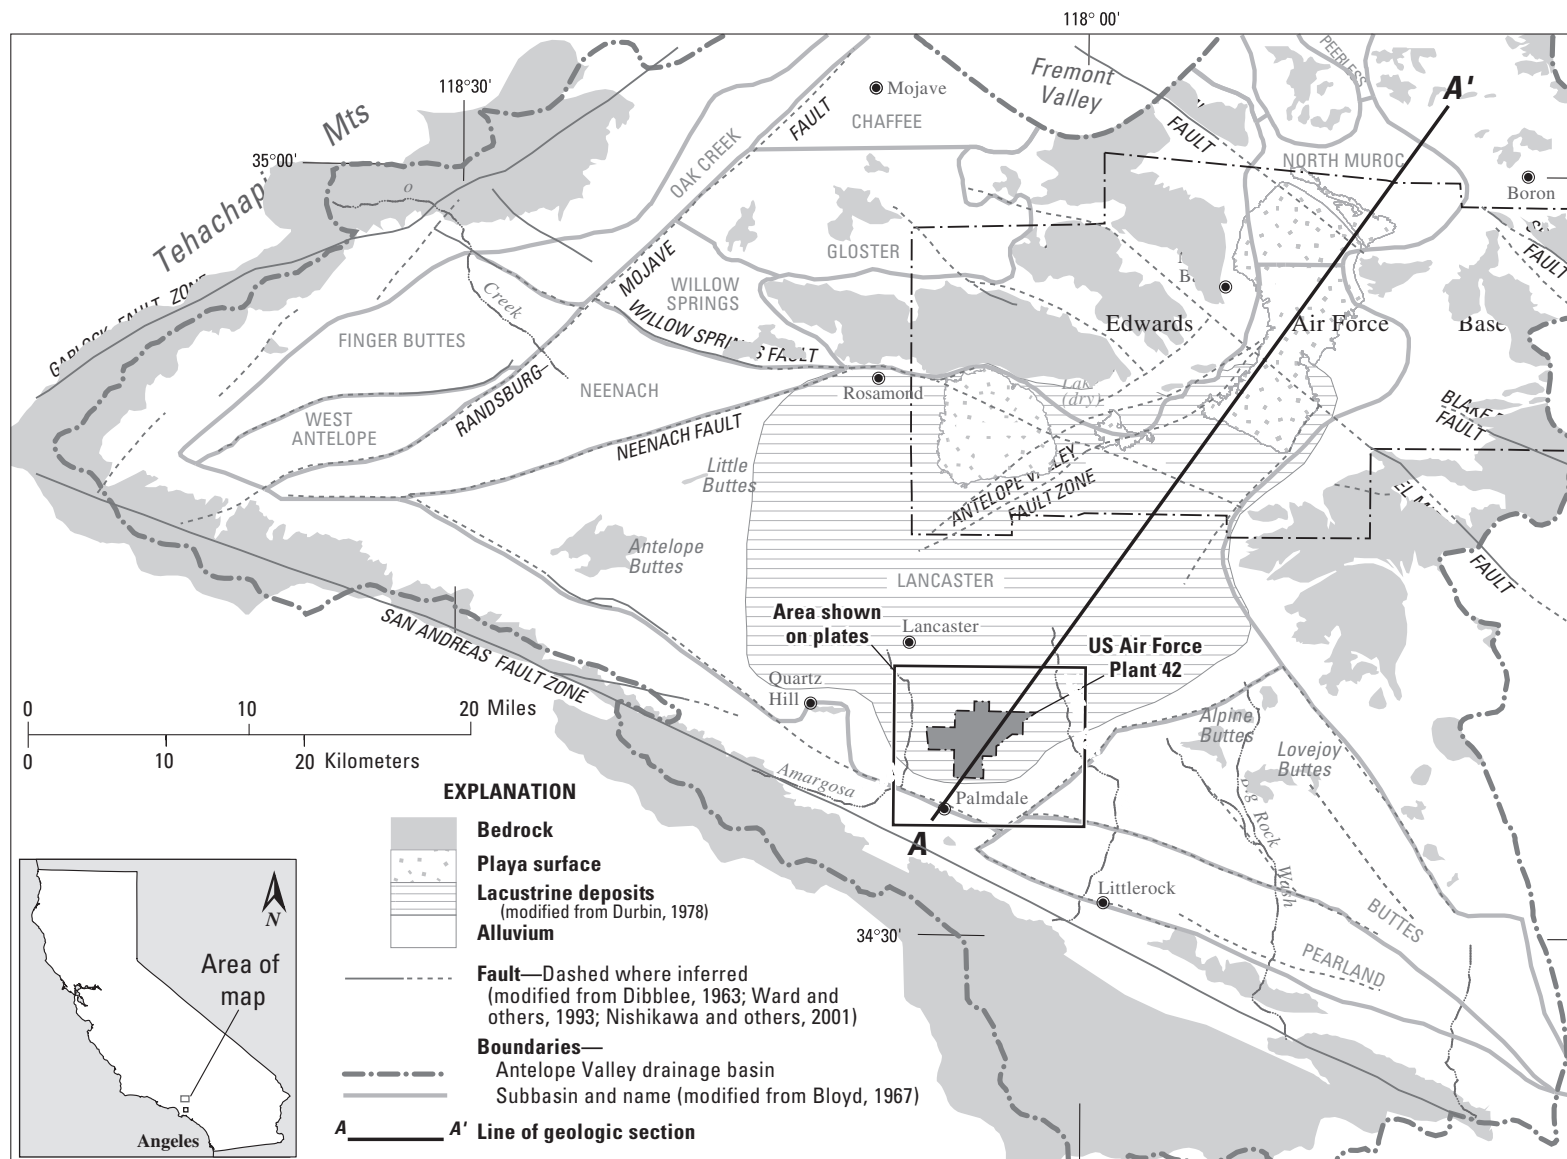 118° 00'
118° 30'
35° 00'
Tehachapi
Mts
Mojave
CHAFFEE
FAULT
OAK CREEK
Fremont
Valley
FAULT
PEERLESS
A'
NORTH MUROC
Boron
FAULT
GLOSTER
WILLOW
SPRINGS
MOJAVE
WILLOW SPRINGS FAULT
Creek
FAULT ZONE
FINGER BUTTES
Edwards
Air Force
Base
Rosamond
(dry)
NEENACH
RANDSBURG
WEST
ANTELOPE
NEENACH FAULT
FAULT
Little
Buttes
ANTELOPE VALLEY
FAULT ZONE
Antelope
Buttes
FAULT
LANCASTER
Area shown
on plates
Lancaster
US Air Force
Plant 42
SAN ANDREAS FAULT ZONE
Quartz
Hill
Alpine
Buttes
Lovejoy
Buttes
Amargosa
Palmdale
A
Rock
Wash
Littlerock
BUTTES
PEARLAND
34° 30'
0 10 20 Miles
0 10 20 Kilometers
EXPLANATION
Bedrock
Playa surface
Lacustrine deposits
(modified from Durbin, 1978)
Alluvium
Fault—Dashed where inferred
(modified from Dibblee, 1963; Ward and
others, 1993; Nishikawa and others, 2001)
Boundaries—
Antelope Valley drainage basin
Subbasin and name (modified from Bloyd, 1967)
A A' Line of geologic section
N
Area of
map
Angeles